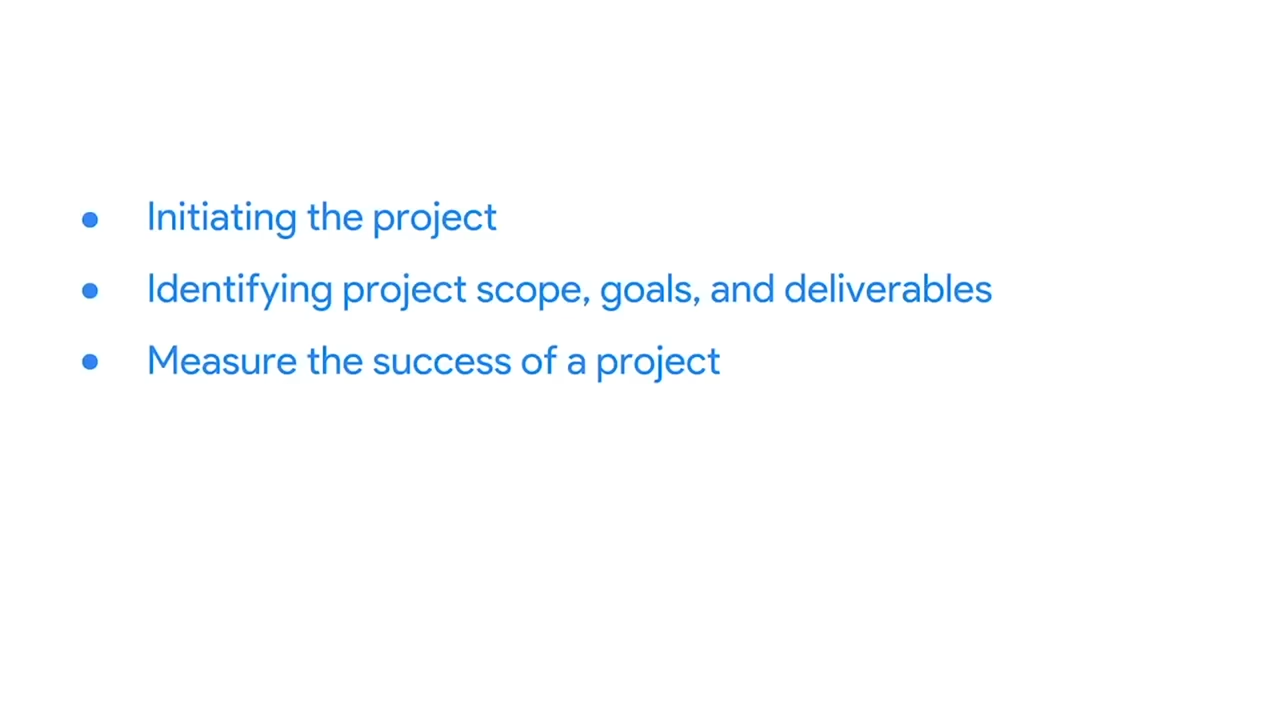 ● Initiating the project
● Identifying project scope, goals, and deliverables
● Measure the success of a project